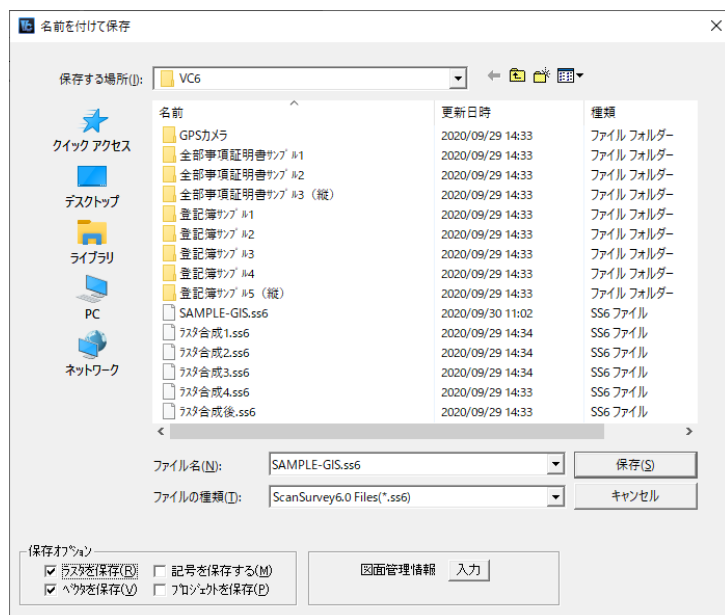 名前を付けて保存
保存する場所(I): VC6
クイック アクセス
デスクトップ
ライブラリ
PC
ネットワーク
名前 更新日時 種類
GPSｶﾒﾗ 2020/09/29 14:33 ファイル フォルダー
全部事項証明書ｻﾝﾌﾟﾙ1 2020/09/29 14:33 ファイル フォルダー
全部事項証明書ｻﾝﾌﾟﾙ2 2020/09/29 14:33 ファイル フォルダー
全部事項証明書ｻﾝﾌﾟﾙ3（縦） 2020/09/29 14:33 ファイル フォルダー
登記簿ｻﾝﾌﾟﾙ1 2020/09/29 14:33 ファイル フォルダー
登記簿ｻﾝﾌﾟﾙ2 2020/09/29 14:33 ファイル フォルダー
登記簿ｻﾝﾌﾟﾙ3 2020/09/29 14:33 ファイル フォルダー
登記簿ｻﾝﾌﾟﾙ4 2020/09/29 14:33 ファイル フォルダー
登記簿ｻﾝﾌﾟﾙ5（縦） 2020/09/29 14:33 ファイル フォルダー
SAMPLE-GIS.ss6 2020/09/30 11:02 SS6 ファイル
ﾗｽﾀ合成1.ss6 2020/09/29 14:34 SS6 ファイル
ﾗｽﾀ合成2.ss6 2020/09/29 14:34 SS6 ファイル
ﾗｽﾀ合成3.ss6 2020/09/29 14:34 SS6 ファイル
ﾗｽﾀ合成4.ss6 2020/09/29 14:33 SS6 ファイル
ﾗｽﾀ合成後.ss6 2020/09/29 14:33 SS6 ファイル
ファイル名(N): SAMPLE-GIS.ss6 保存(S)
ファイルの種類(T): ScanSurvey6.0 Files(*.ss6) キャンセル
保存ｵﾌﾟｼｮﾝ
ﾗｽﾀを保存(R) 記号を保存する(M) 図面管理情報 入力
ﾍﾞｸﾀを保存(V) ﾌﾟﾛｼﾞｪｸﾄを保存(P)